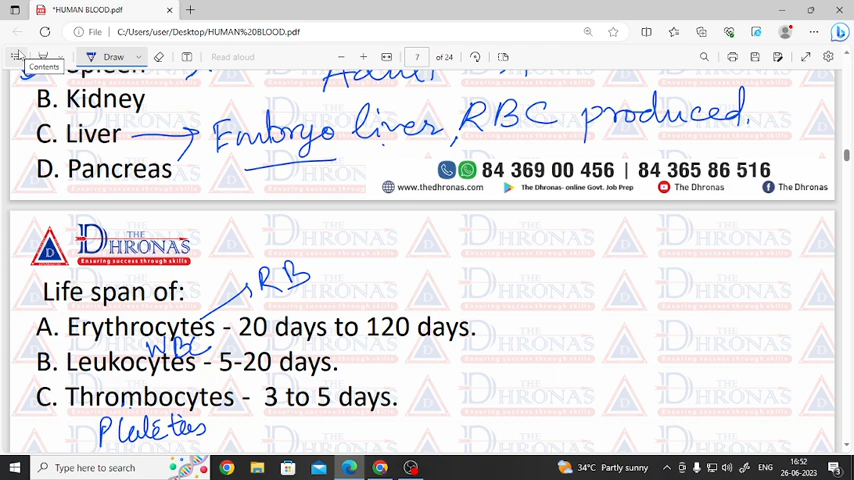 *HUMAN BLOOD.pdf
File | C:/Users/user/Desktop/HUMAN%20BLOOD.pdf
Draw | Read aloud 7 of 24
Contents
Spleen Adult
B. Kidney
C. Liver Embryo liver, RBC produced.
D. Pancreas
84 369 00 456 | 84 365 86 516
www.thedhronas.com The Dhronas- online Govt. Job Prep The Dhronas The Dhronas
THE
DHRONAS
Ensuring success through skills
Life span of: RB
A. Erythrocytes - 20 days to 120 days.
WBC
B. Leukocytes - 5-20 days.
C. Thrombocytes - 3 to 5 days.
Type here to search
34°C Partly sunny
ENG
16:52
26-06-2023
3